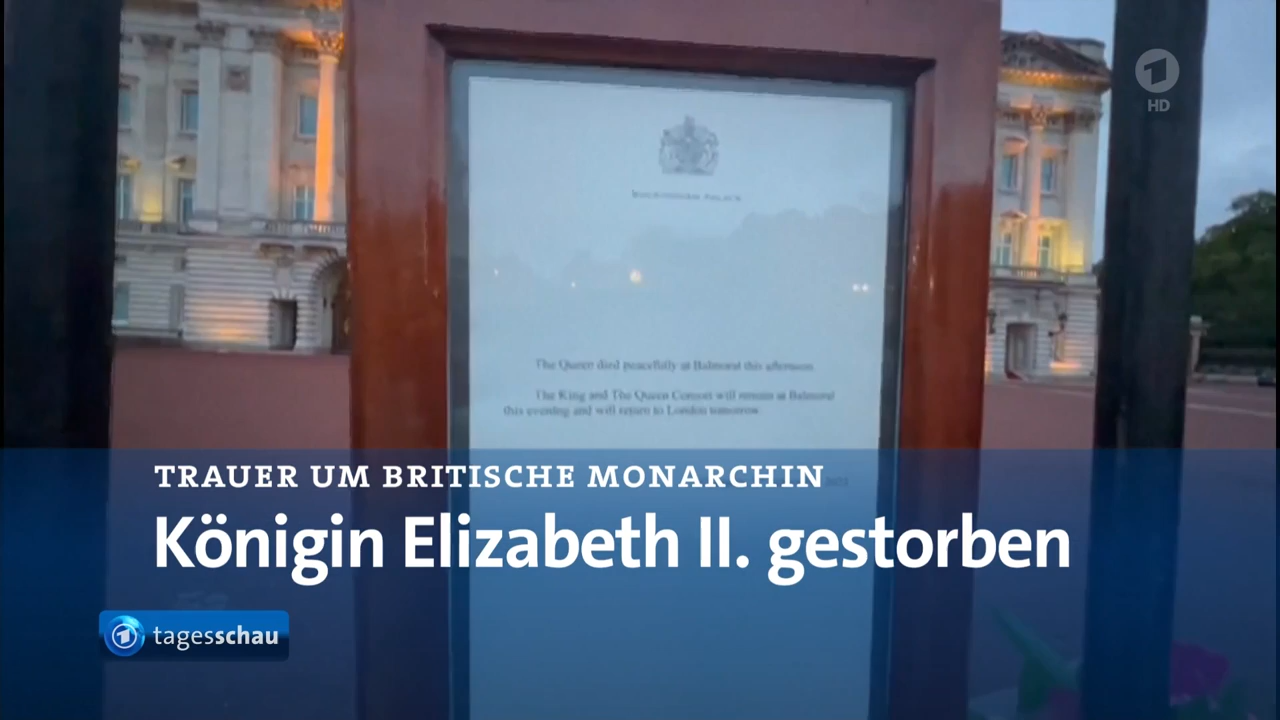 HD
BUCKINGHAM PALACE
The Queen died peacefully at Balmoral this afternoon.
The King and The Queen Consort will remain at Balmoral
this evening and will return to London tomorrow.
TRAUER UM BRITISCHE MONARCHIN
Königin Elizabeth II. gestorben
tagesschau